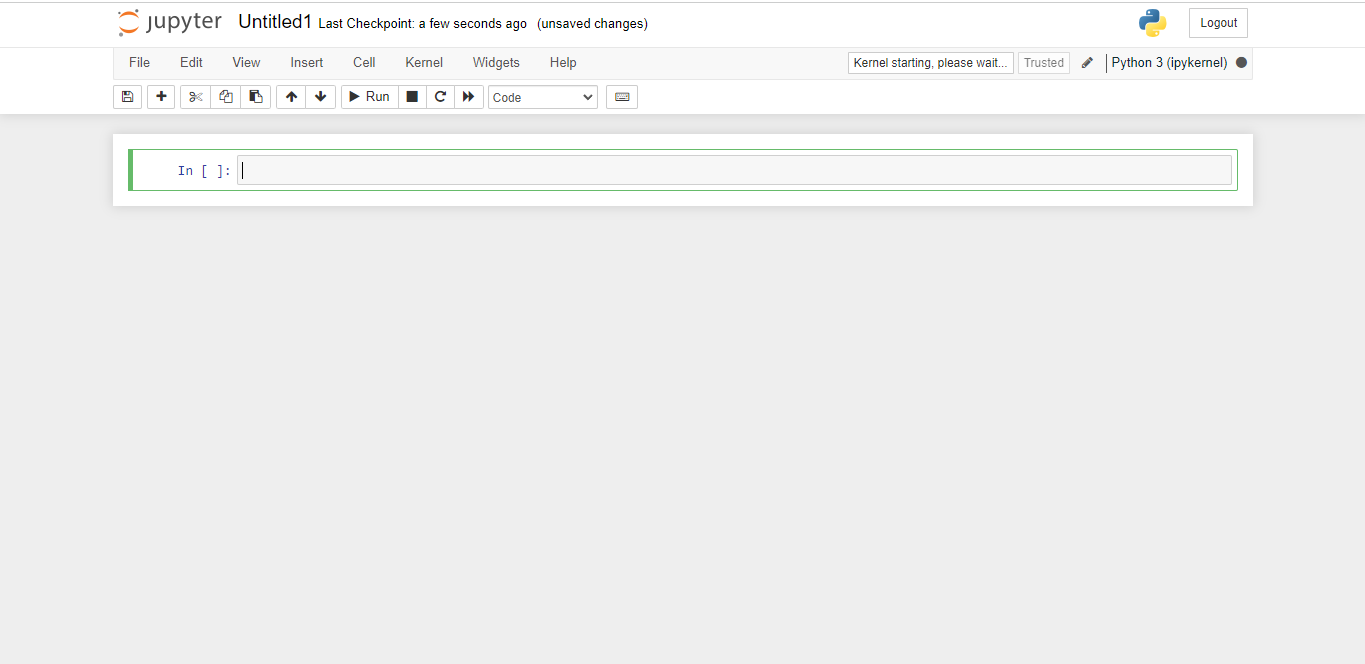 jupyter Untitled1 Last Checkpoint: a few seconds ago (unsaved changes) Logout
File Edit View Insert Cell Kernel Widgets Help Kernel starting, please wait... Trusted Python 3 (ipykernel)
Run Code
In [ ]: